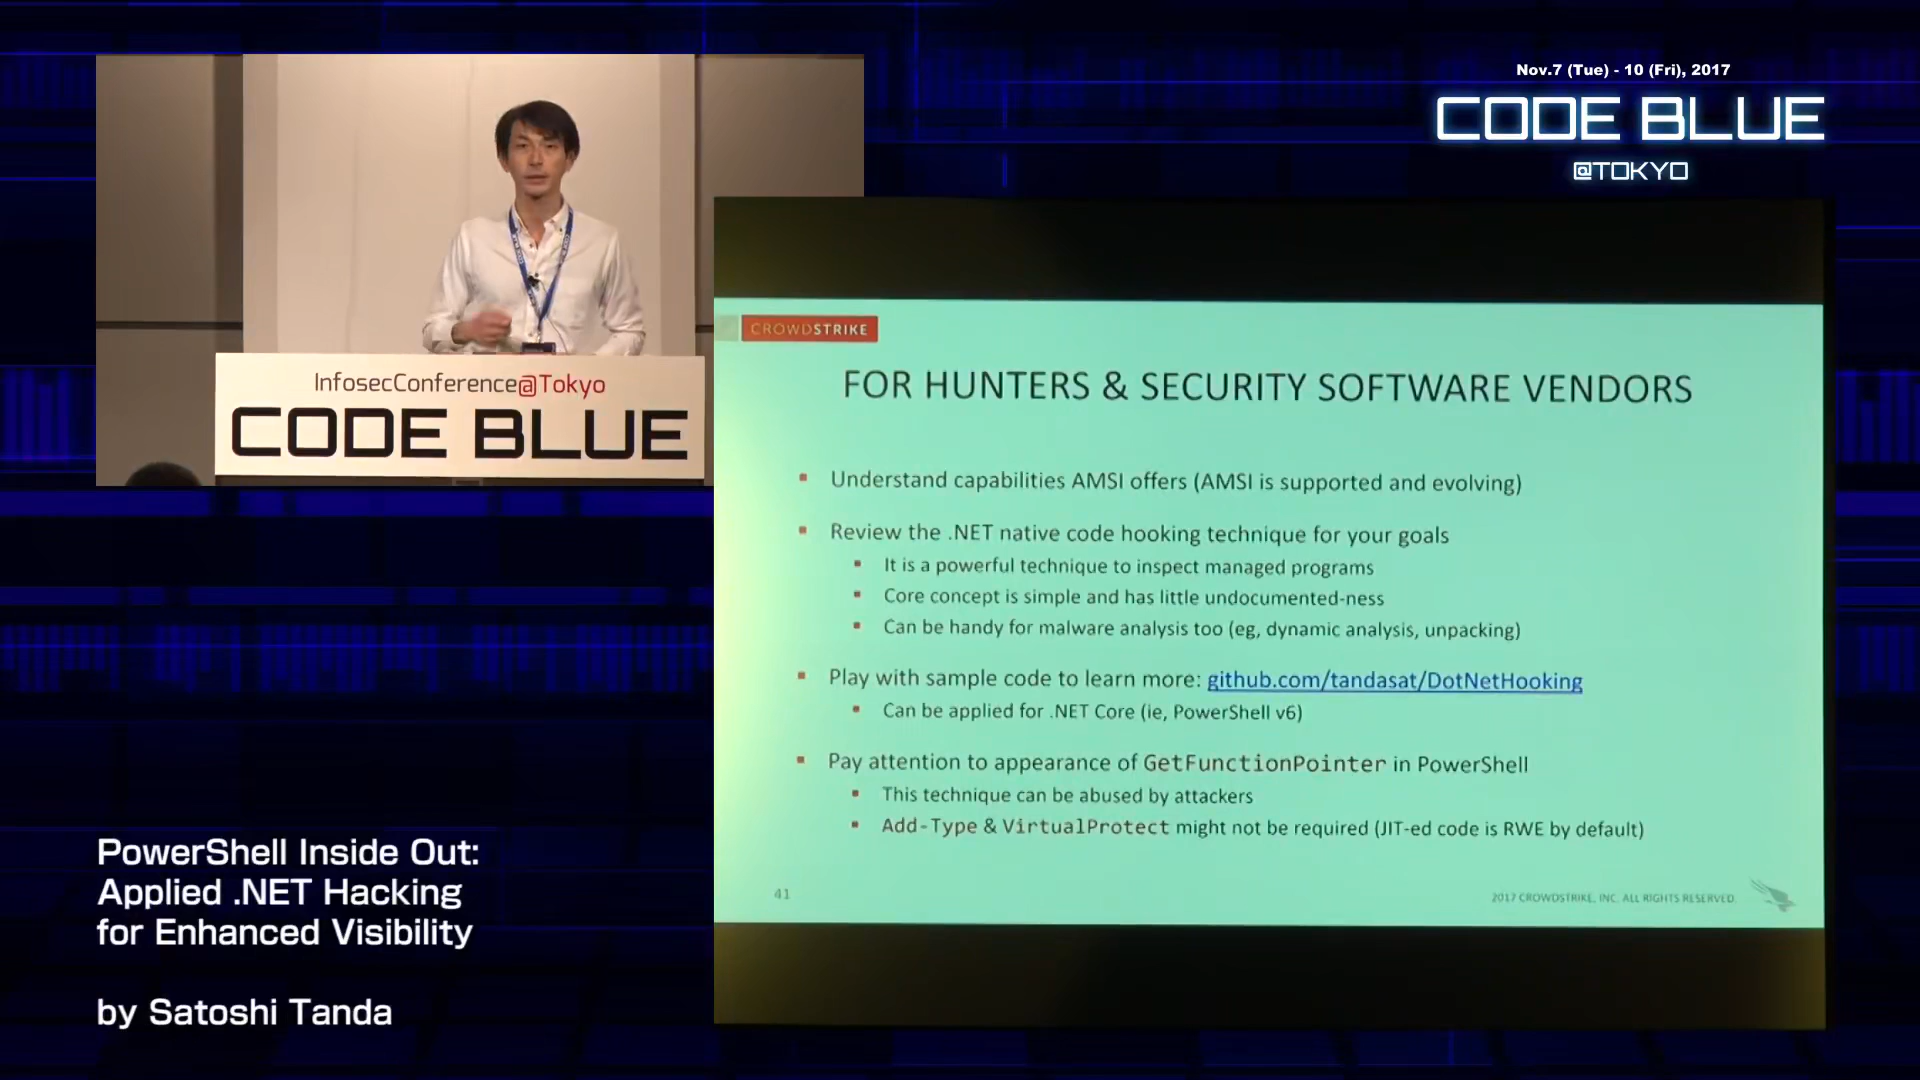 Nov.7 (Tue) - 10 (Fri), 2017
CODE BLUE
@TOKYO
InfosecConference@Tokyo
CODE BLUE
CROWDSTRIKE
FOR HUNTERS & SECURITY SOFTWARE VENDORS
Understand capabilities AMSI offers (AMSI is supported and evolving)
Review the .NET native code hooking technique for your goals
It is a powerful technique to inspect managed programs
Core concept is simple and has little undocumented-ness
Can be handy for malware analysis too (eg, dynamic analysis, unpacking)
Play with sample code to learn more: github.com/tandasat/DotNetHooking
Can be applied for .NET Core (ie, PowerShell v6)
Pay attention to appearance of GetFunctionPointer in PowerShell
This technique can be abused by attackers
Add-Type & VirtualProtect might not be required (JIT-ed code is RWE by default)
41
2017 CROWDSTRIKE, INC. ALL RIGHTS RESERVED.
PowerShell Inside Out:
Applied .NET Hacking
for Enhanced Visibility
by Satoshi Tanda